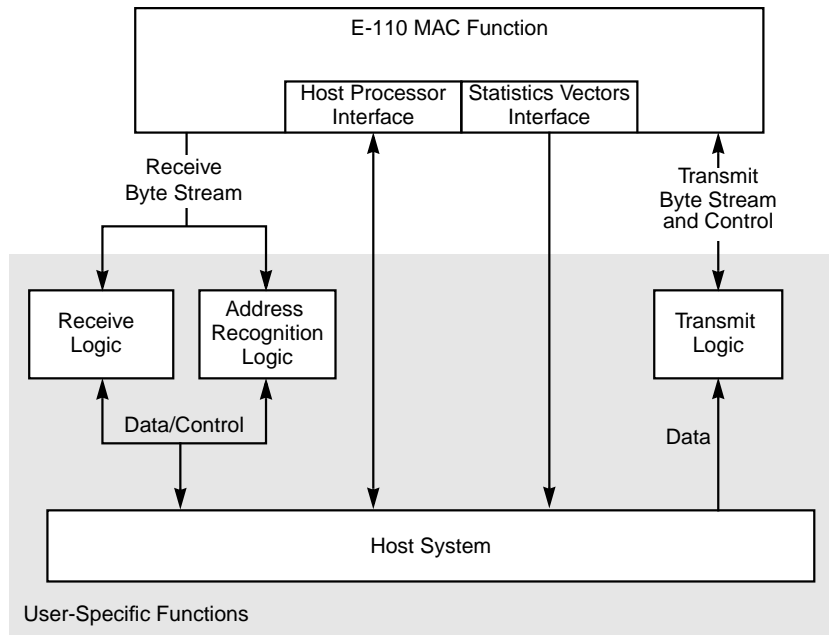 E-110 MAC Function
Host Processor
Interface
Statistics Vectors
Interface
Receive
Byte Stream
Transmit
Byte Stream
and Control
Receive
Logic
Address
Recognition
Logic
Transmit
Logic
Data/Control
Data
Host System
User-Specific Functions